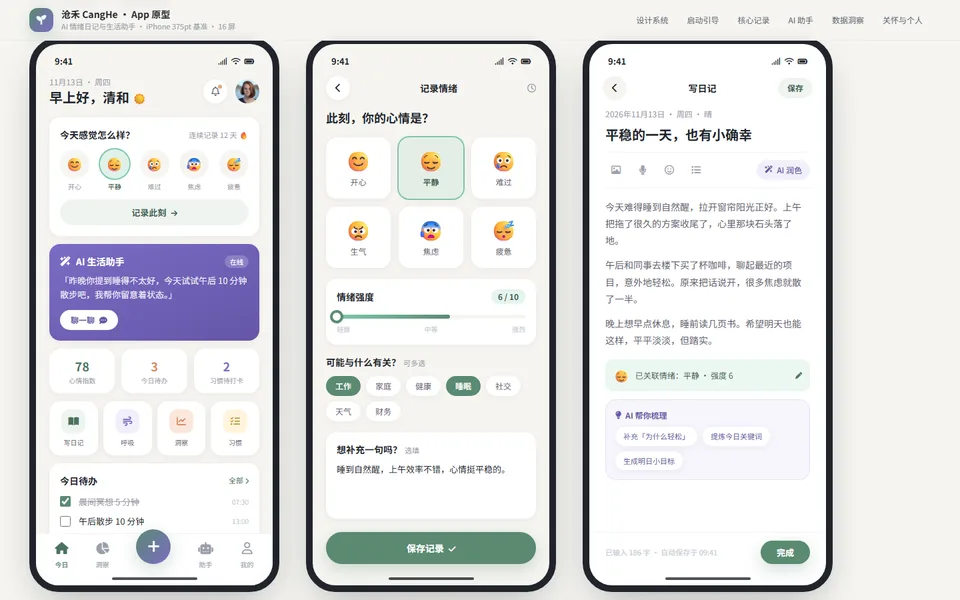 沧禾 CangHe · App 原型
AI 情绪日记与生活助手 · iPhone 375pt 基准 · 16 屏
设计系统
启动引导
核心记录
AI 助手
数据洞察
关怀与个人
9:41
11月13日 · 周四
早上好，清和
今天感觉怎么样？
连续记录 12 天
开心
平静
难过
焦虑
疲惫
记录此刻 →
AI 生活助手
在线
「昨晚你提到睡得不太好，今天试试午后 10 分钟
散步吧，我帮你留意着状态。」
聊一聊
78
心情指数
3
今日待办
2
习惯待打卡
写日记
呼吸
洞察
习惯
今日待办
全部
晨间冥想 5 分钟
07:30
午后散步 10 分钟
13:00
今日
洞察
助手
我的
9:41
记录情绪
此刻，你的心情是？
开心
平静
难过
生气
焦虑
疲惫
情绪强度
6 / 10
轻微
中等
强烈
可能与什么有关？ 可多选
工作
家庭
健康
睡眠
社交
天气
财务
想补充一句吗？ 选填
睡到自然醒，上午效率不错，心情挺平稳的。
保存记录
9:41
写日记
保存
2026年11月13日 · 周四 · 晴
平稳的一天，也有小确幸
AI 润色
今天难得睡到自然醒，拉开窗帘阳光正好。上午
把拖了很久的方案收尾了，心里那块石头落了
地。
午后和同事去楼下买了杯咖啡，聊起最近的项
目，意外地轻松。原来把话说开，很多焦虑就散
了一半。
晚上想早点休息，睡前读几页书。希望明天也能
这样，平平淡淡，但踏实。
已关联情绪：平静 · 强度 6
AI 帮你梳理
补充「为什么轻松」
提炼今日关键词
生成明日小目标
已输入 186 字 · 自动保存于 09:41
完成